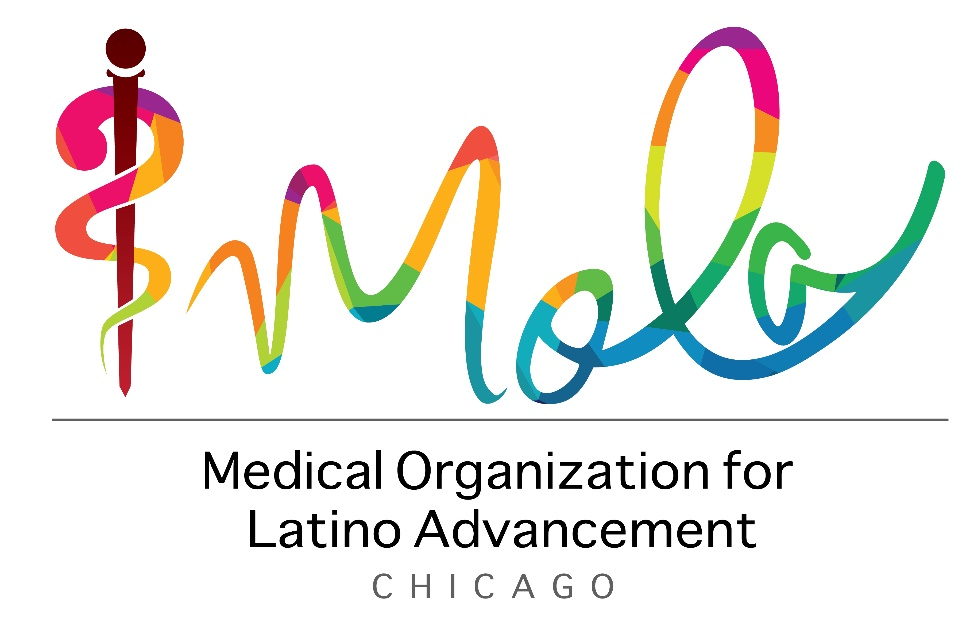 Mola
Medical Organization for
Latino Advancement
CHICAGO